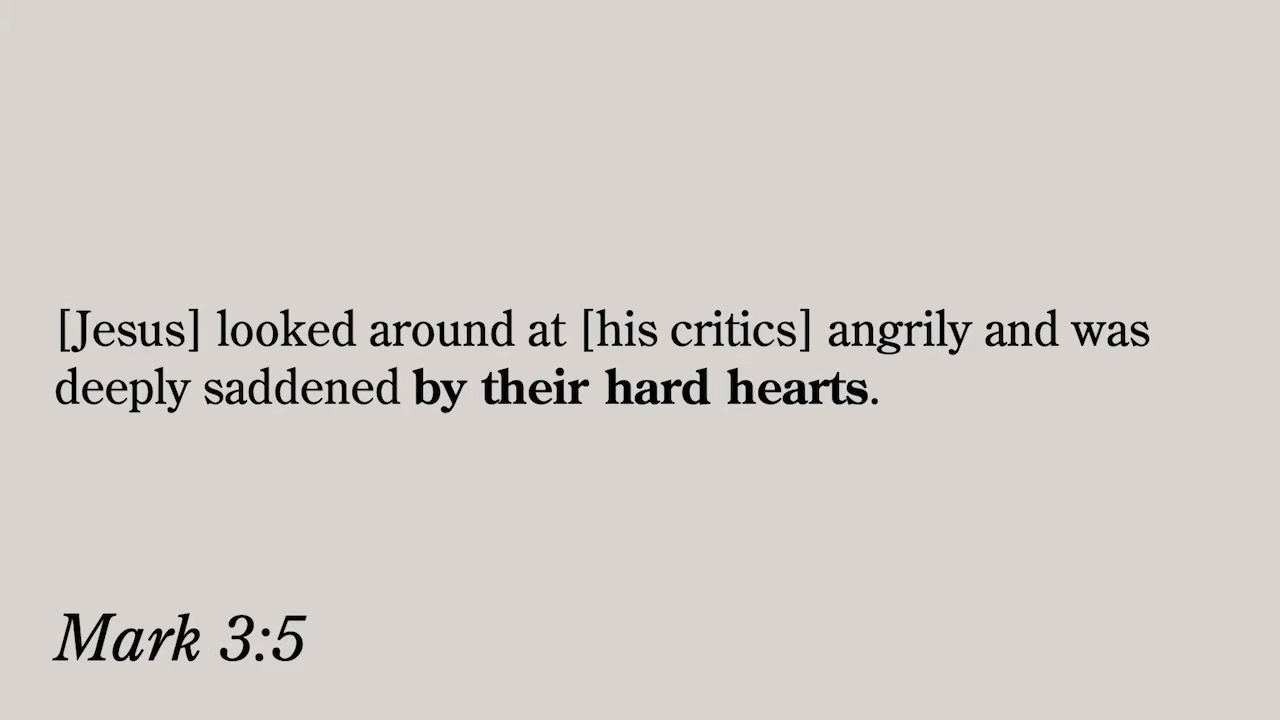 [Jesus] looked around at [his critics] angrily and was
deeply saddened by their hard hearts.
Mark 3:5